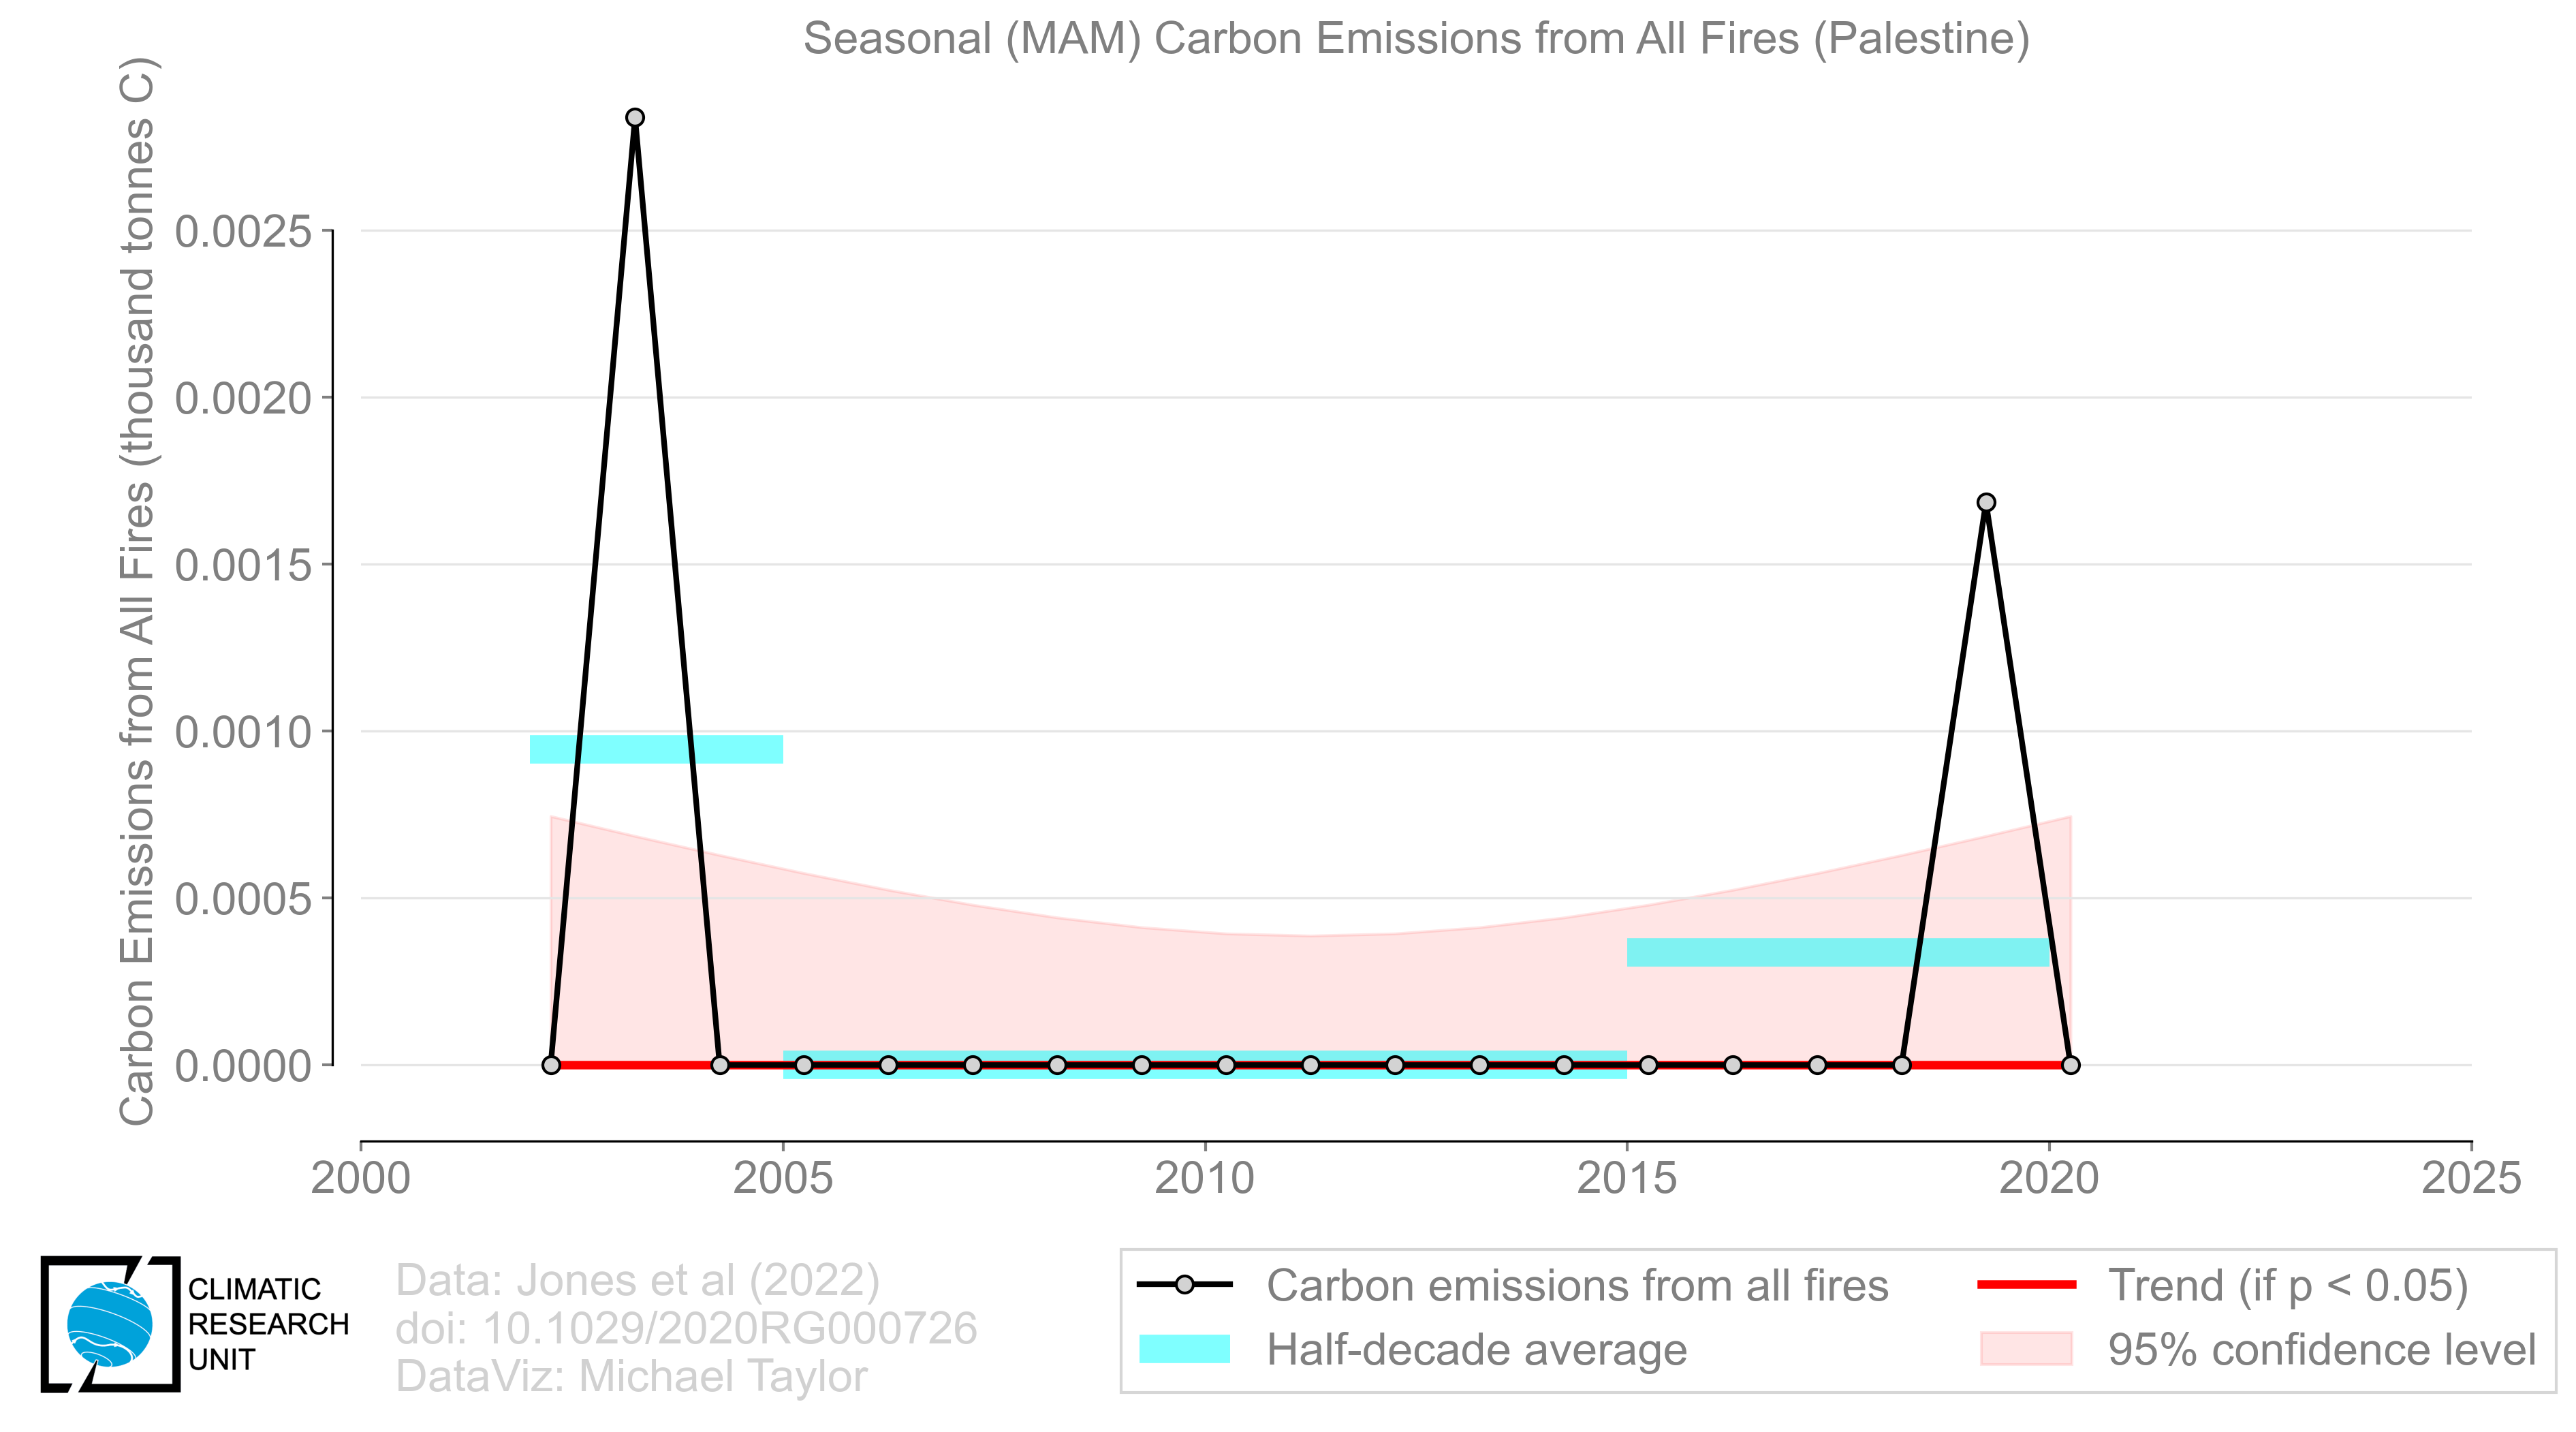 Seasonal (MAM) Carbon Emissions from All Fires (Palestine)
Carbon Emissions from All Fires (thousand tonnes C)
0.0025
0.0020
0.0015
0.0010
0.0005
0.0000
2000 2005 2010 2015 2020 2025
CLIMATIC
RESEARCH
UNIT
Data: Jones et al (2022)
doi: 10.1029/2020RG000726
DataViz: Michael Taylor
Carbon emissions from all fires
Half-decade average
Trend (if p < 0.05)
95% confidence level